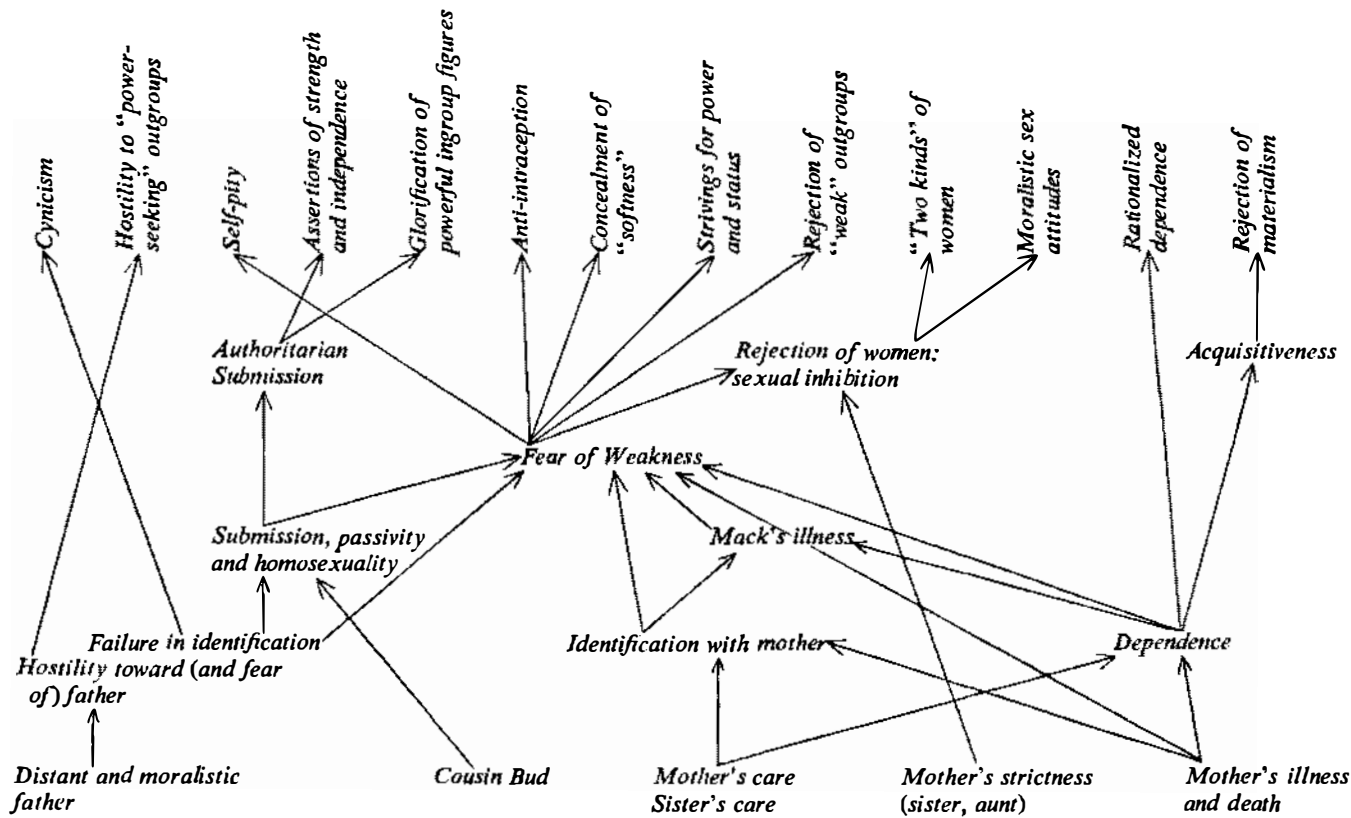 Cynicism
Hostility to “power-
seeking” outgroups
Self-pity
Assertions of strength
and independence
Glorification of
powerful ingroup figures
Anti-intraception
Concealment of
“softness”
Strivings for power
and status
Rejection of
“weak” outgroups
“Two kinds” of
women
Moralistic sex
attitudes
Rationalized
dependence
Rejection of
materialism
Authoritarian
Submission
Rejection of women:
sexual inhibition
Acquisitiveness
Fear of Weakness
Submission, passivity
and homosexuality
Mack's illness
Failure in identification
Hostility toward (and fear
of) father
Identification with mother
Dependence
Distant and moralistic
father
Cousin Bud
Mother's care
Sister's care
Mother's strictness
(sister, aunt)
Mother's illness
and death